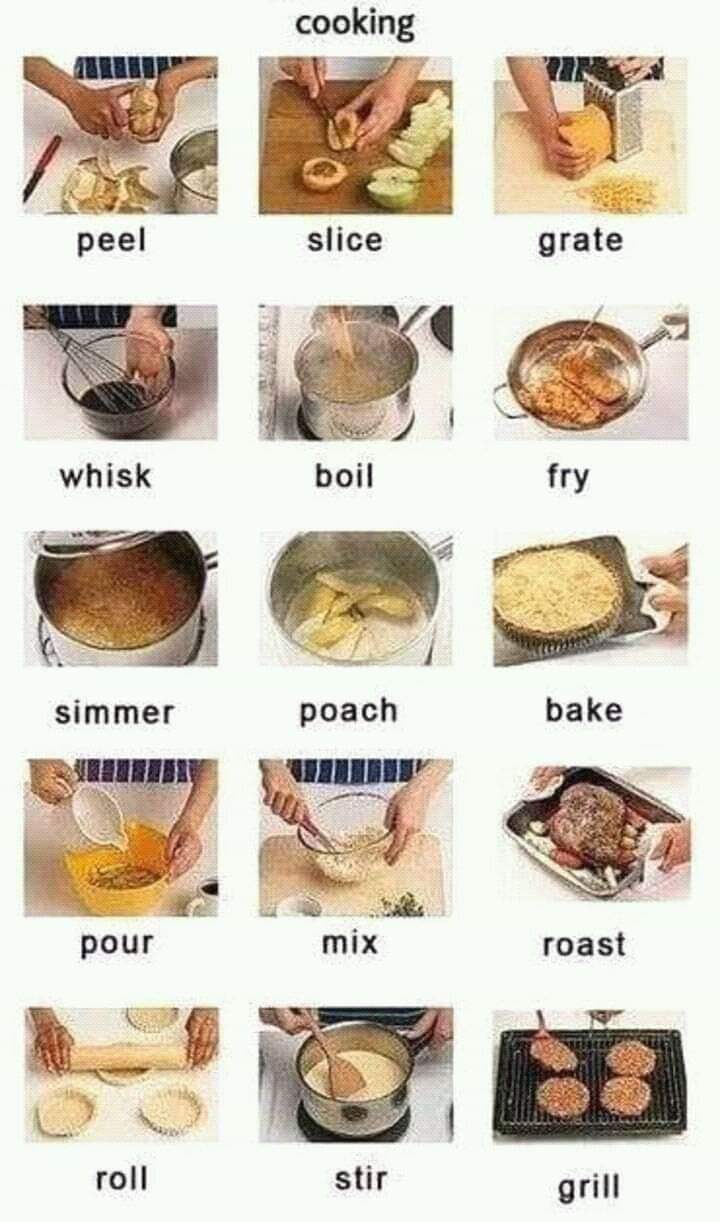 cooking
peel slice grate
whisk boil fry
simmer poach bake
pour mix roast
roll stir grill